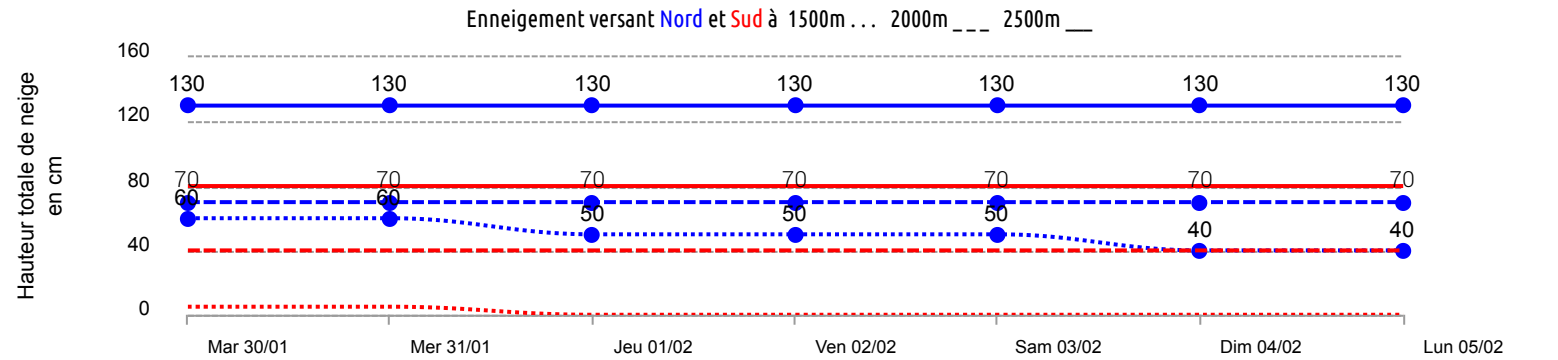 Enneigement versant Nord et Sud à 1500m . . . 2000m _ _ _ 2500m __
Hauteur totale de neige
en cm
160
130 130 130 130 130 130 130
120
80
70 70 70 70 70 70 70
60 60 50 50 50 40 40
40
0
Mar 30/01 Mer 31/01 Jeu 01/02 Ven 02/02 Sam 03/02 Dim 04/02 Lun 05/02